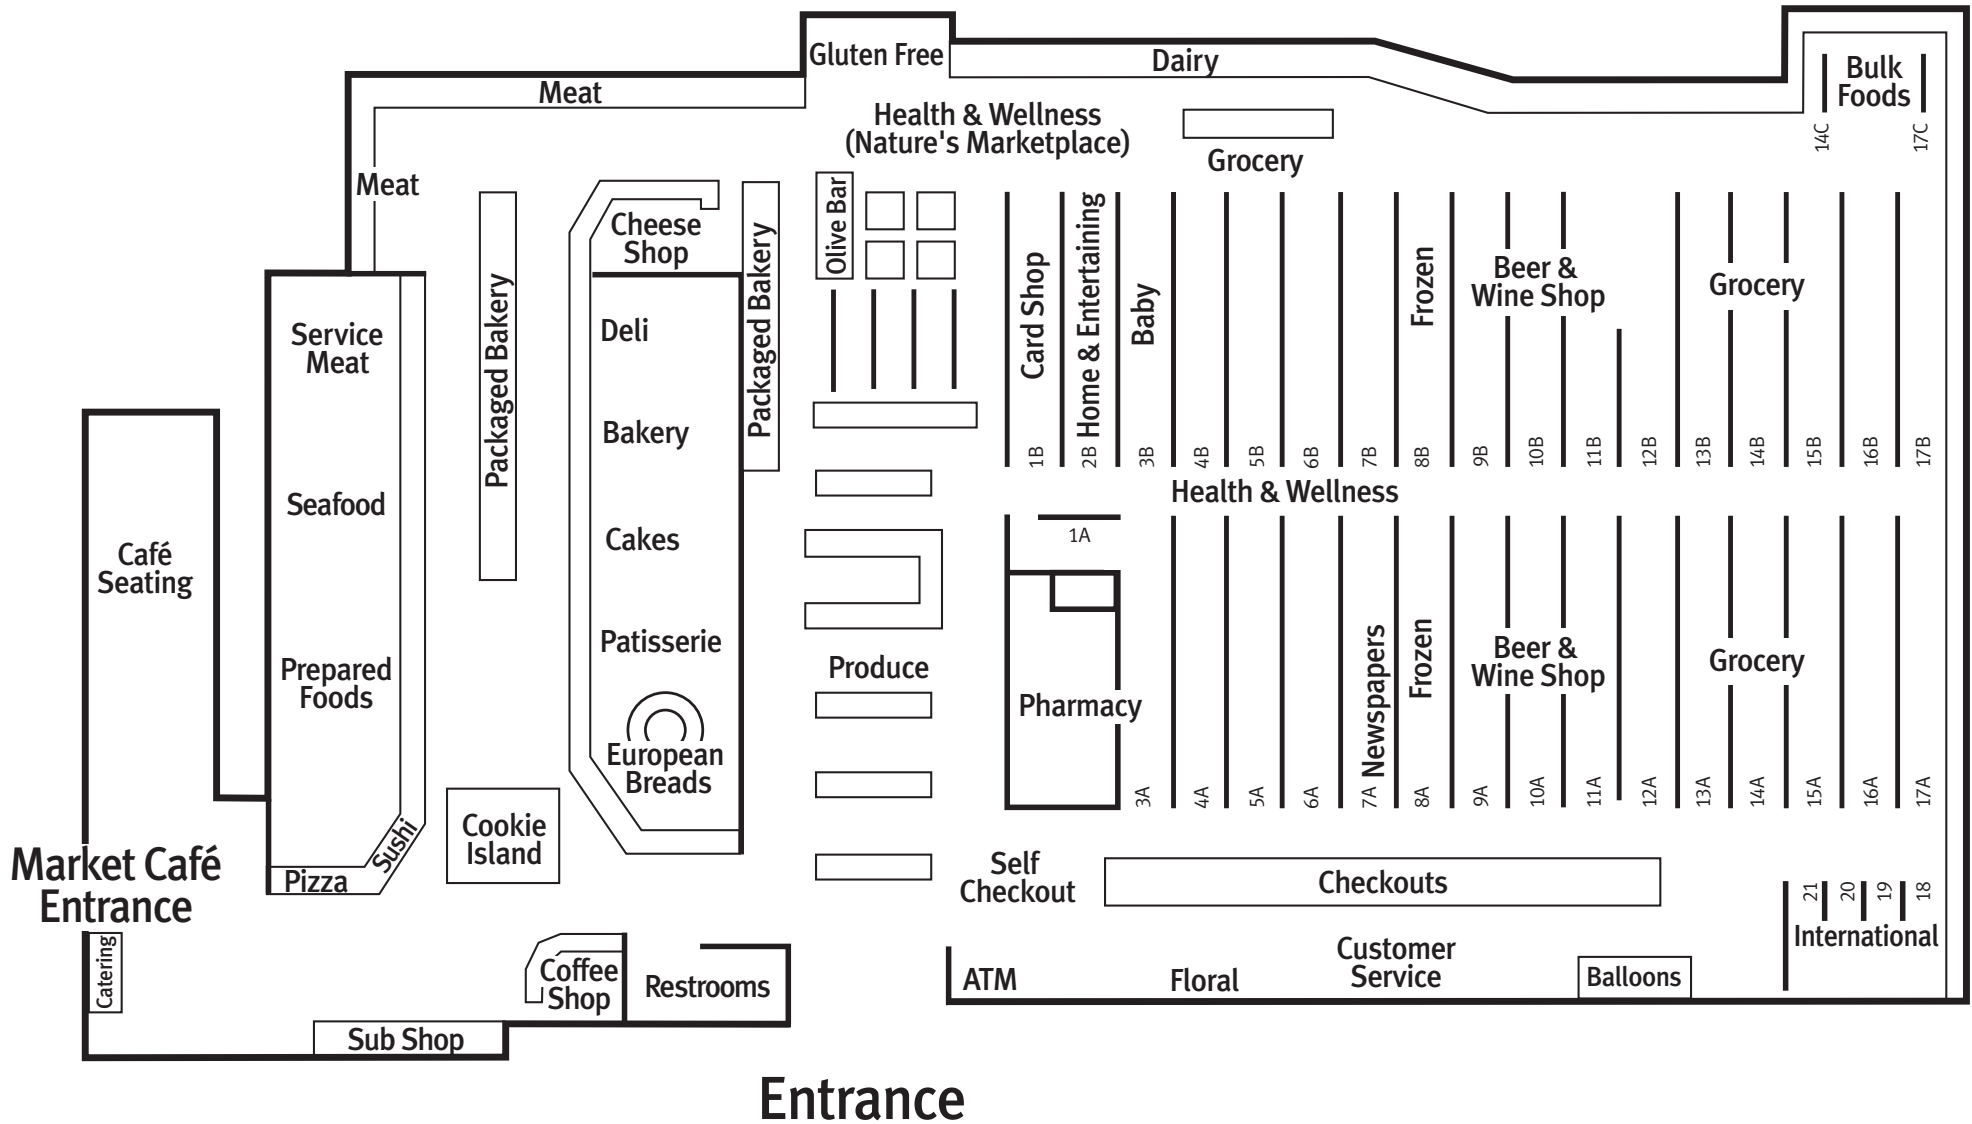 Gluten Free
Dairy
Bulk
Foods
Meat
Health & Wellness
(Nature's Marketplace)
Grocery
14C
17C
Meat
Cheese
Shop
Packaged Bakery
Packaged Bakery
Olive Bar
Card Shop
Home & Entertaining
Baby
Frozen
Beer &
Wine Shop
Grocery
Service
Meat
Deli
Bakery
1B
2B
3B
4B
5B
6B
7B
8B
9B
10B
11B
12B
13B
14B
15B
16B
17B
Health & Wellness
Seafood
Cakes
1A
Café
Seating
Patisserie
Produce
Prepared
Foods
Pharmacy
Newspapers
Frozen
Beer &
Wine Shop
Grocery
European
Breads
3A
4A
5A
6A
7A
8A
9A
10A
11A
12A
13A
14A
15A
16A
17A
Cookie
Island
Sushi
Pizza
Market Café
Entrance
Self
Checkout
Checkouts
21
20
19
18
International
Catering
Coffee
Shop
Restrooms
ATM
Floral
Customer
Service
Balloons
Sub Shop
Entrance